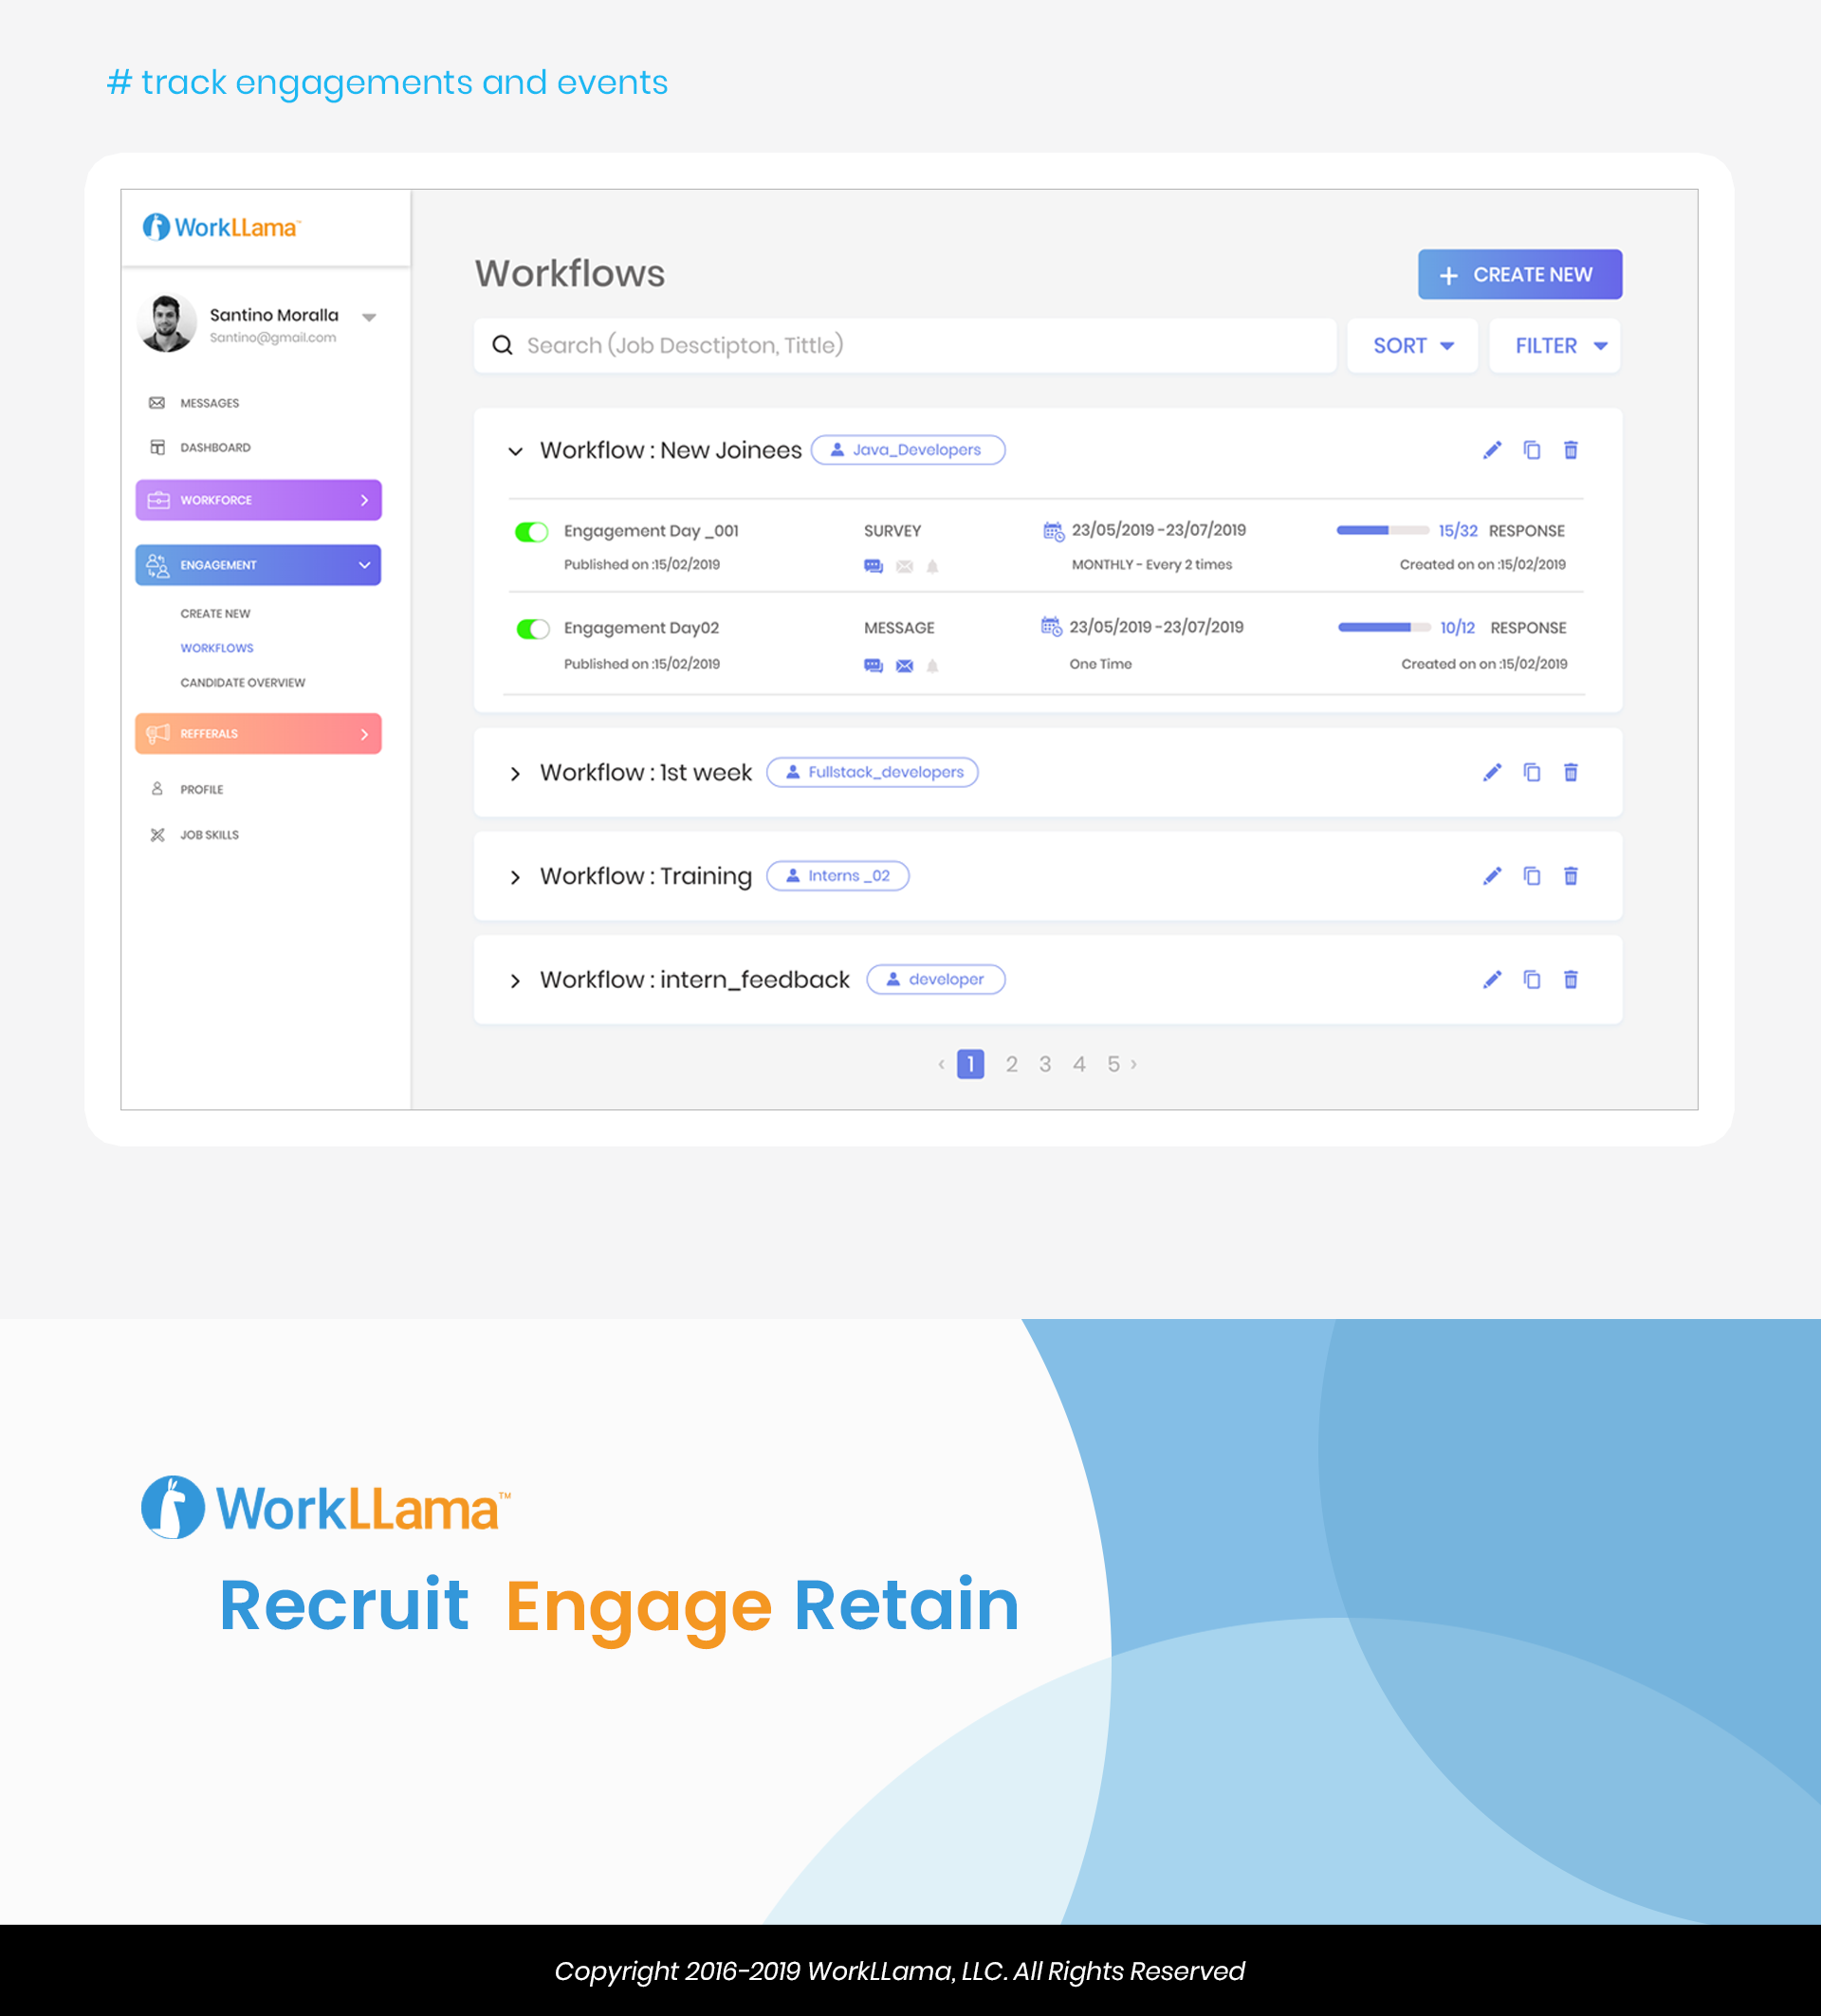 # track engagements and events
WorkLLama™
Santino Moralla
Santino@gmail.com
MESSAGES
DASHBOARD
WORKFORCE
ENGAGEMENT
CREATE NEW
WORKFLOWS
CANDIDATE OVERVIEW
REFFERALS
PROFILE
JOB SKILLS
Workflows
+ CREATE NEW
Search (Job Desctipton, Tittle)
SORT
FILTER
Workflow : New Joinees
Java_Developers
Engagement Day _001
SURVEY
23/05/2019 -23/07/2019
15/32 RESPONSE
Published on :15/02/2019
MONTHLY - Every 2 times
Created on on :15/02/2019
Engagement Day02
MESSAGE
23/05/2019 -23/07/2019
10/12 RESPONSE
Published on :15/02/2019
One Time
Created on on :15/02/2019
Workflow : 1st week
Fullstack_developers
Workflow : Training
Interns _02
Workflow : intern_feedback
developer
‹ 1 2 3 4 5 ›
WorkLLama™
Recruit Engage Retain
Copyright 2016-2019 WorkLLama, LLC. All Rights Reserved